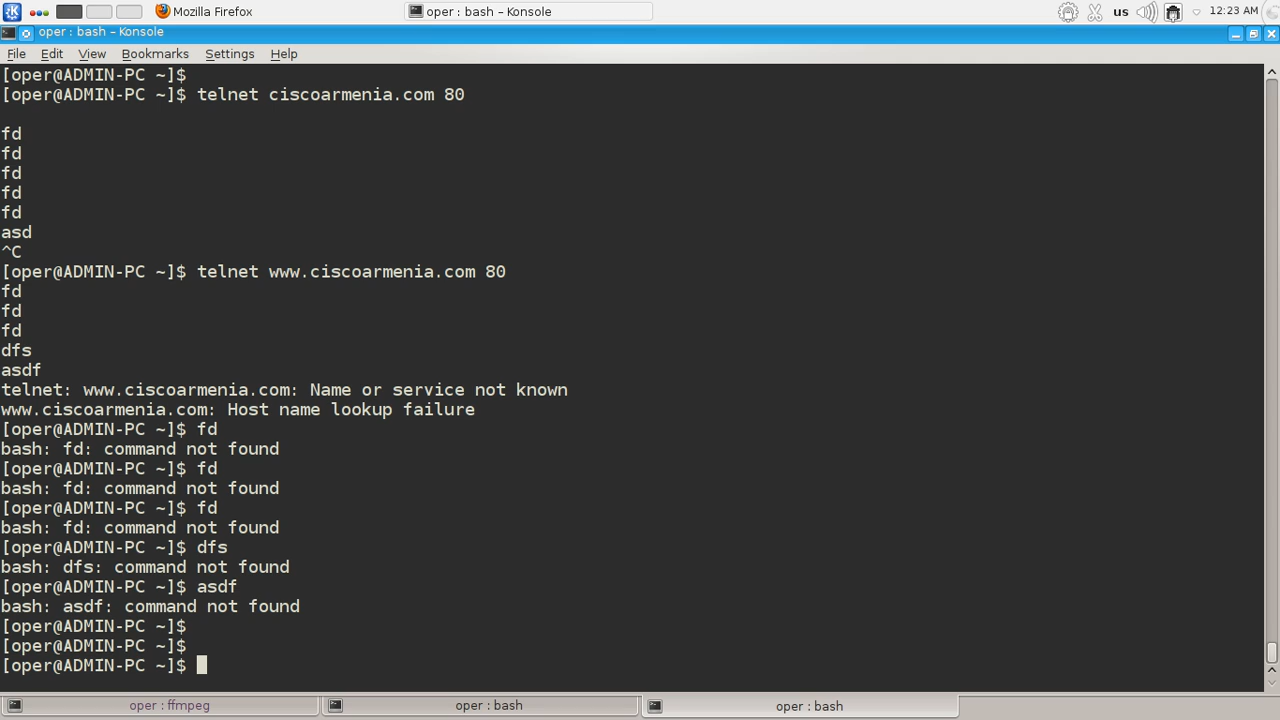 Mozilla Firefox
oper : bash – Konsole
us
12:23 AM
oper : bash – Konsole
File Edit View Bookmarks Settings Help
[oper@ADMIN-PC ~]$
[oper@ADMIN-PC ~]$ telnet ciscoarmenia.com 80
fd
fd
fd
fd
fd
asd
^C
[oper@ADMIN-PC ~]$ telnet www.ciscoarmenia.com 80
fd
fd
fd
dfs
asdf
telnet: www.ciscoarmenia.com: Name or service not known
www.ciscoarmenia.com: Host name lookup failure
[oper@ADMIN-PC ~]$ fd
bash: fd: command not found
[oper@ADMIN-PC ~]$ fd
bash: fd: command not found
[oper@ADMIN-PC ~]$ fd
bash: fd: command not found
[oper@ADMIN-PC ~]$ dfs
bash: dfs: command not found
[oper@ADMIN-PC ~]$ asdf
bash: asdf: command not found
[oper@ADMIN-PC ~]$
[oper@ADMIN-PC ~]$
[oper@ADMIN-PC ~]$
oper : ffmpeg
oper : bash
oper : bash